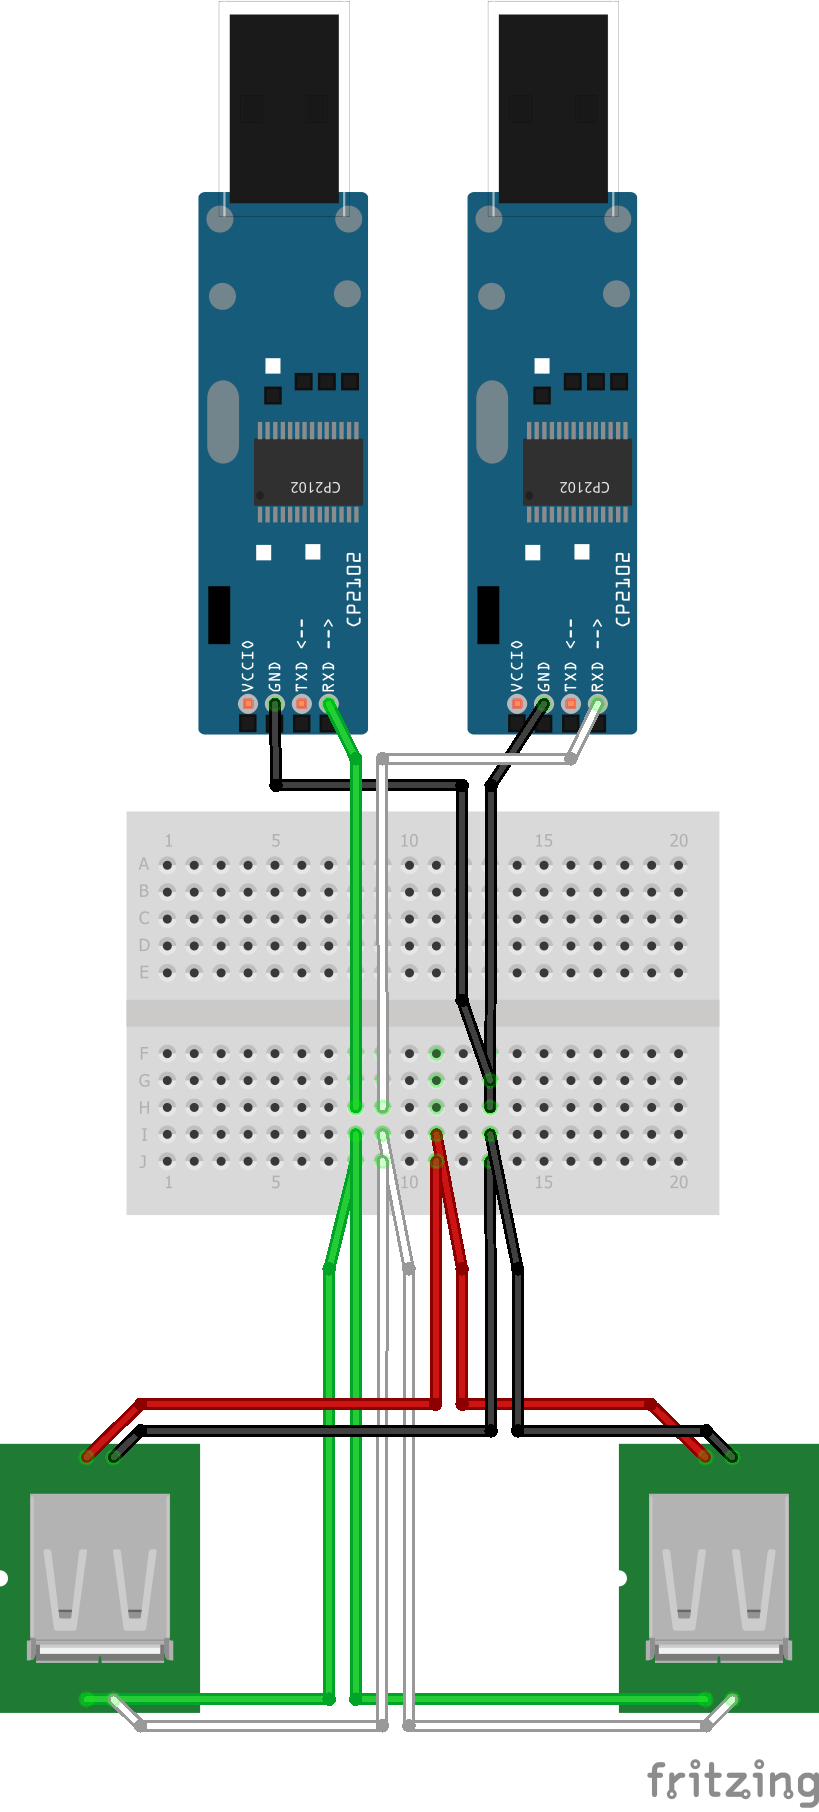 CP2102
CP2102
CP2102
CP2102
VCCIO
GND
TXD <--
RXD -->
VCCIO
GND
TXD <--
RXD -->
1 5 10 15 20
A
B
C
D
E
F
G
H
I
J
1 5 10 15 20
fritzing